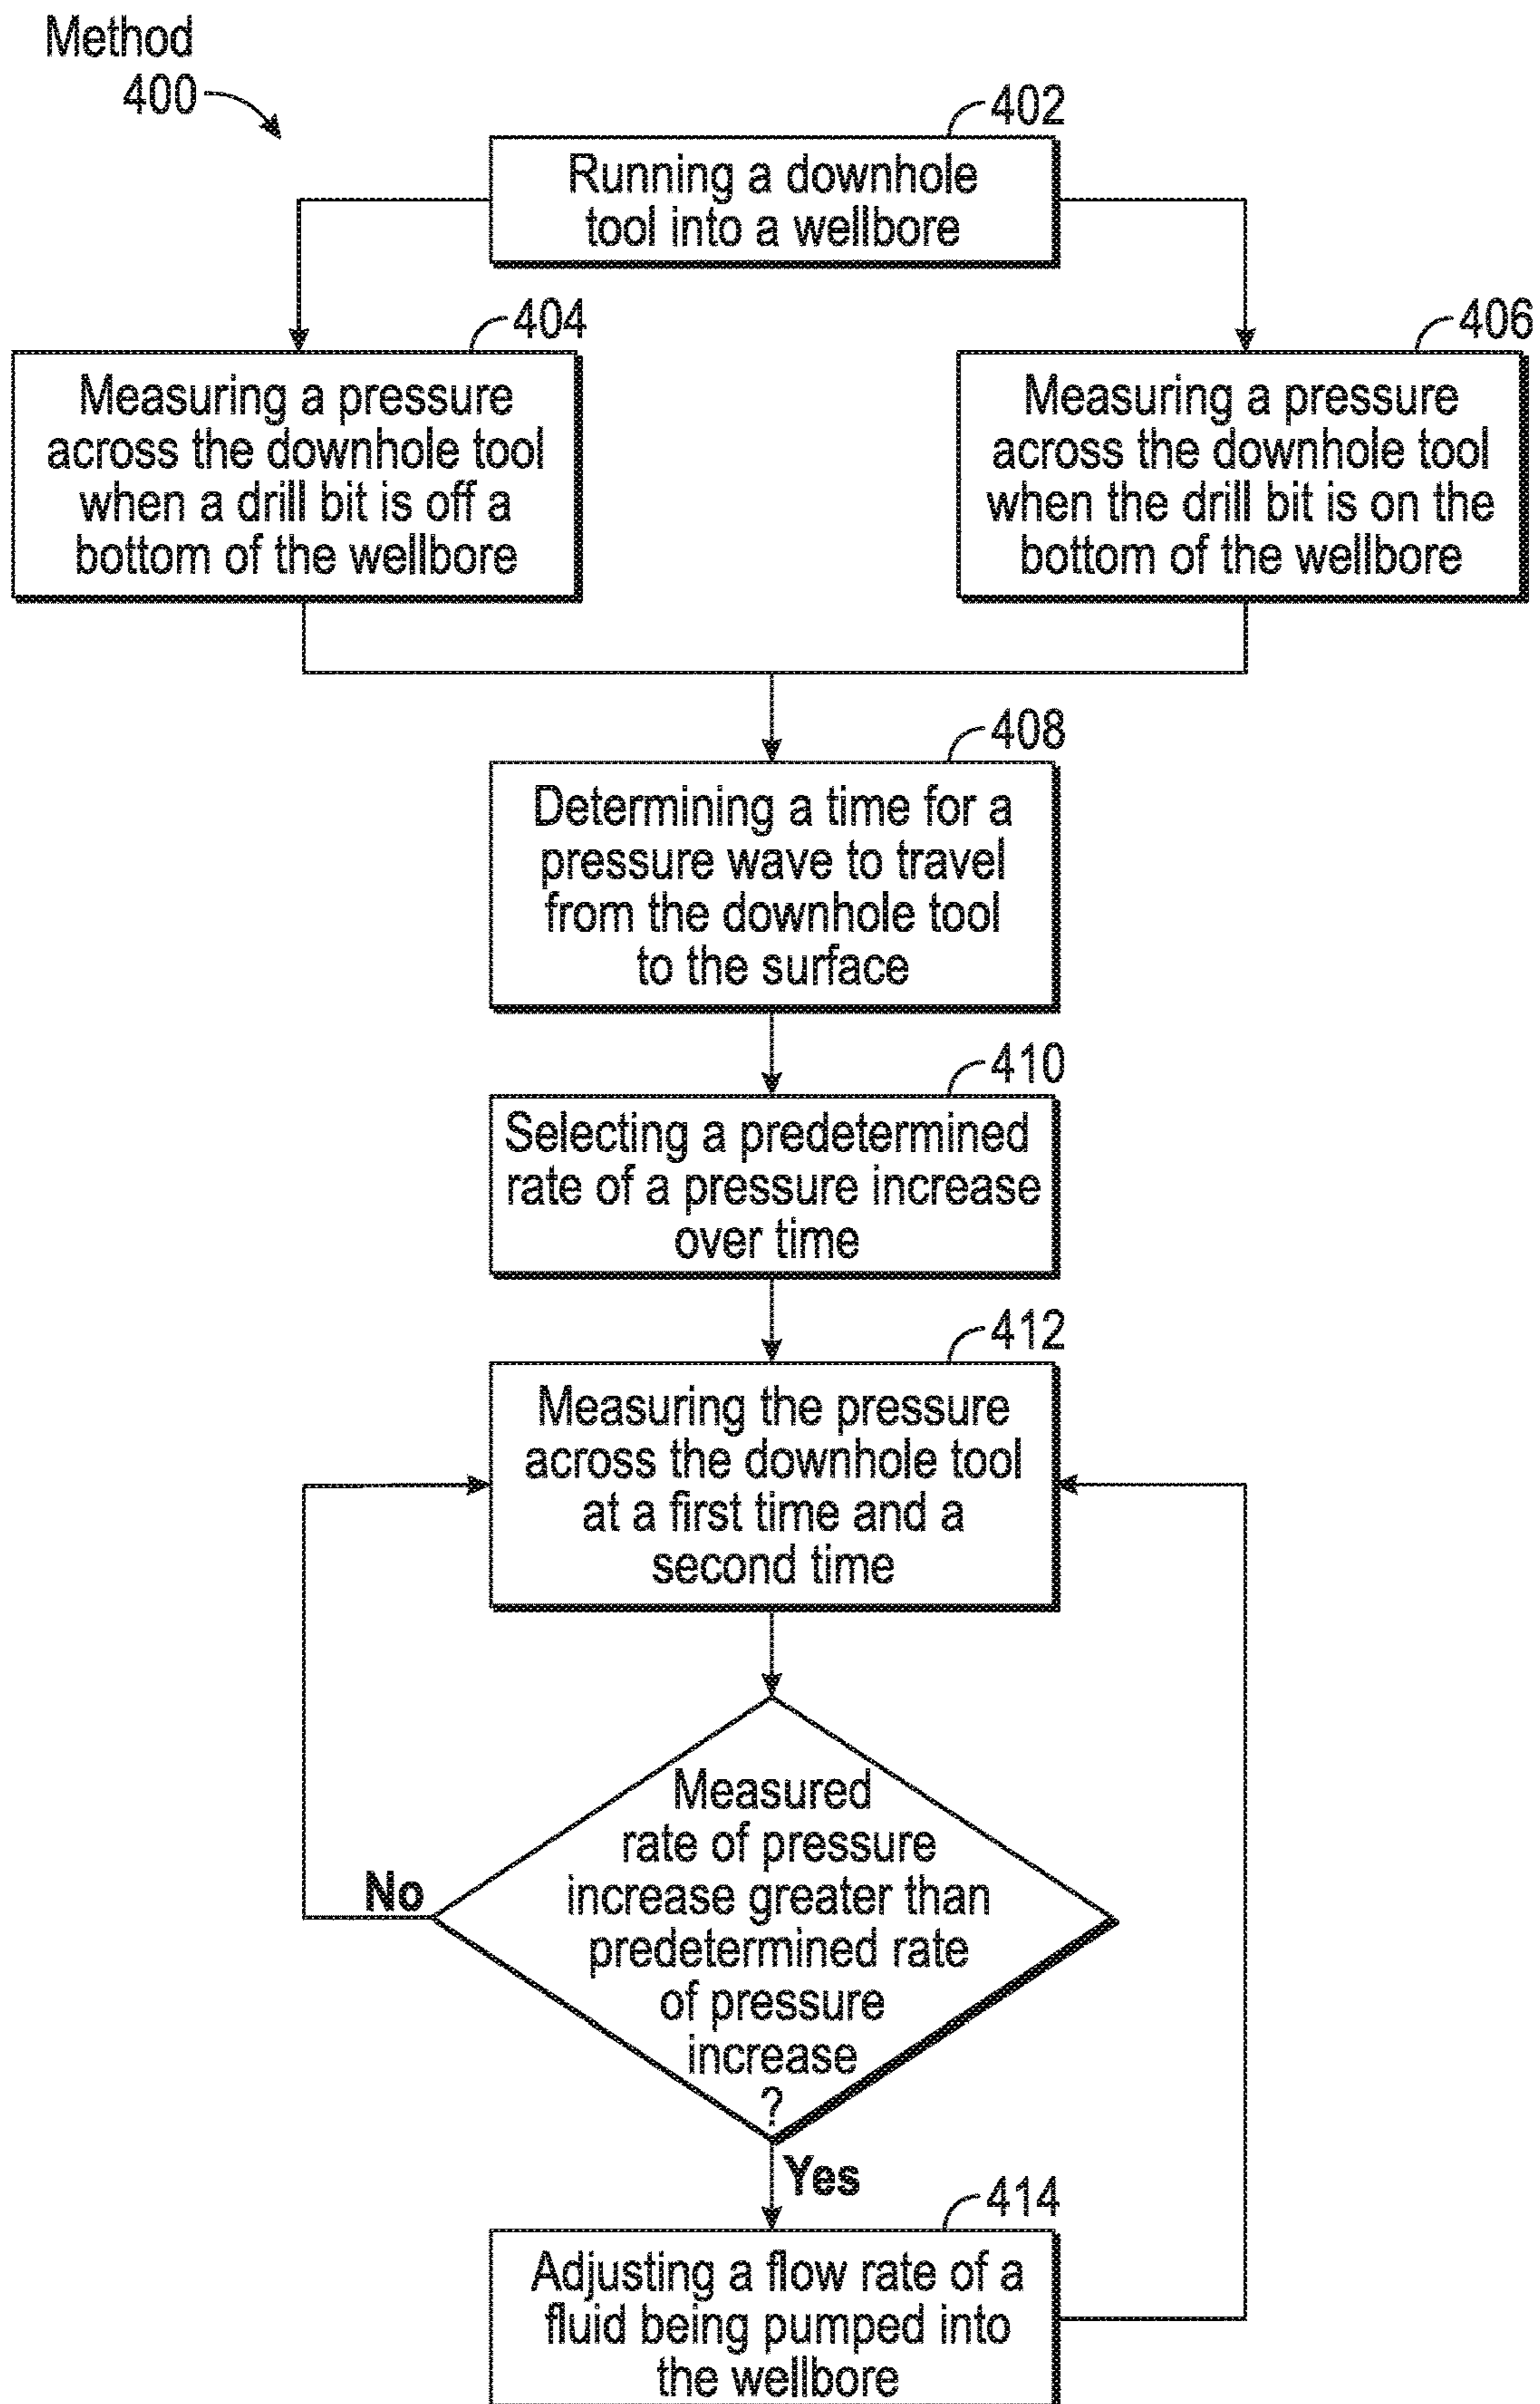 Method
400
402
Running a downhole
tool into a wellbore
404
Measuring a pressure
across the downhole tool
when a drill bit is off a
bottom of the wellbore
406
Measuring a pressure
across the downhole tool
when the drill bit is on the
bottom of the wellbore
408
Determining a time for a
pressure wave to travel
from the downhole tool
to the surface
410
Selecting a predetermined
rate of a pressure increase
over time
412
Measuring the pressure
across the downhole tool
at a first time and a
second time
Measured
rate of pressure
increase greater than
predetermined rate
of pressure
increase
?
No
Yes
414
Adjusting a flow rate of a
fluid being pumped into
the wellbore